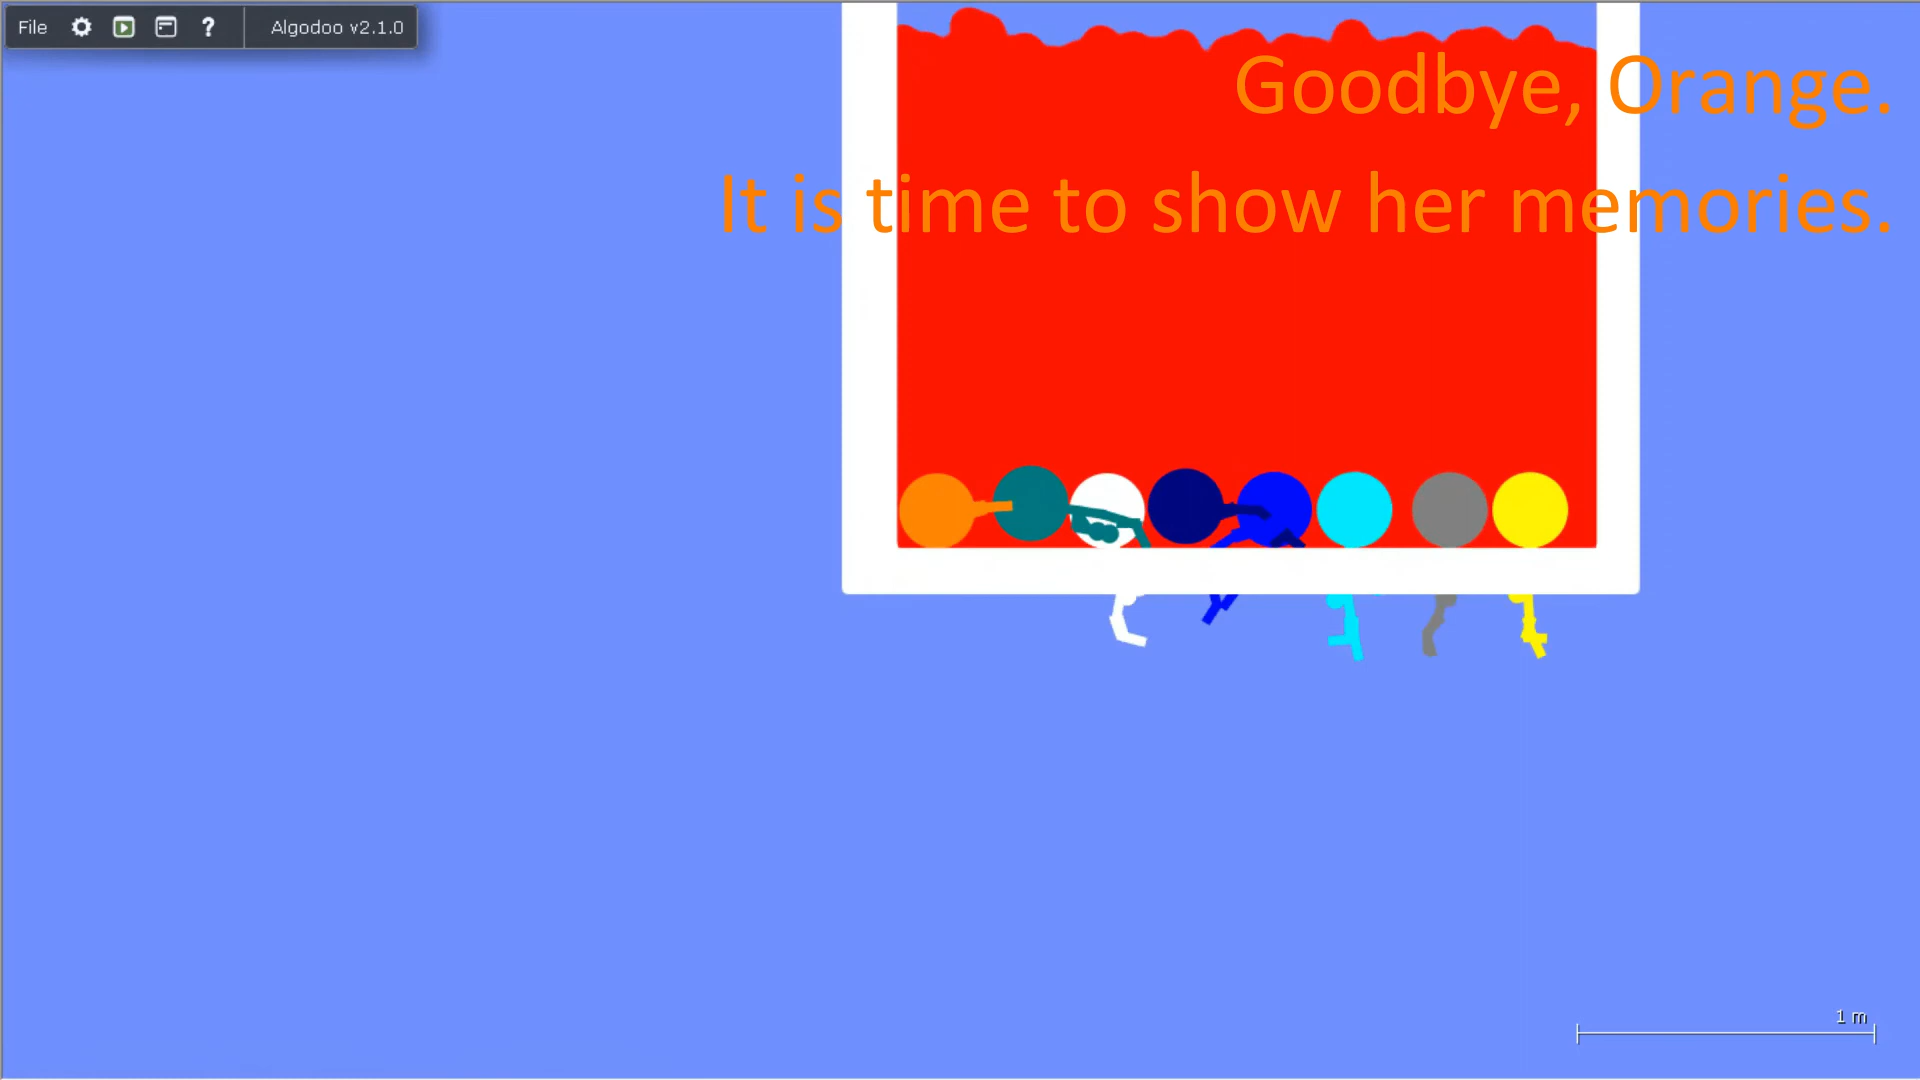 File ? Algodoo v2.1.0
Goodbye, Orange.
It is time to show her memories.
1 m